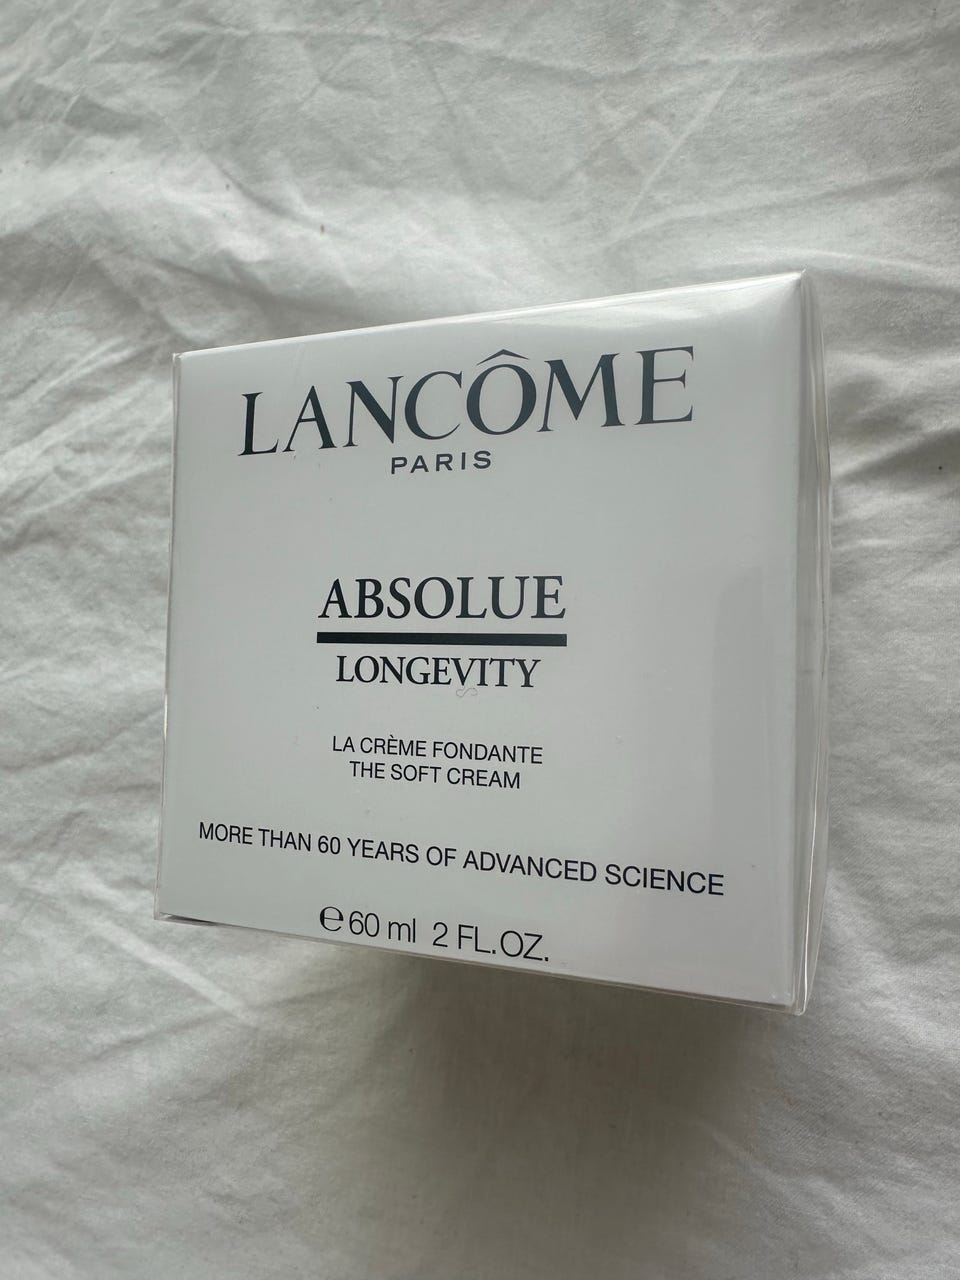 LANCÔME
PARIS
ABSOLUE
LONGEVITY
LA CRÈME FONDANTE
THE SOFT CREAM
MORE THAN 60 YEARS OF ADVANCED SCIENCE
℮ 60 ml 2 FL.OZ.